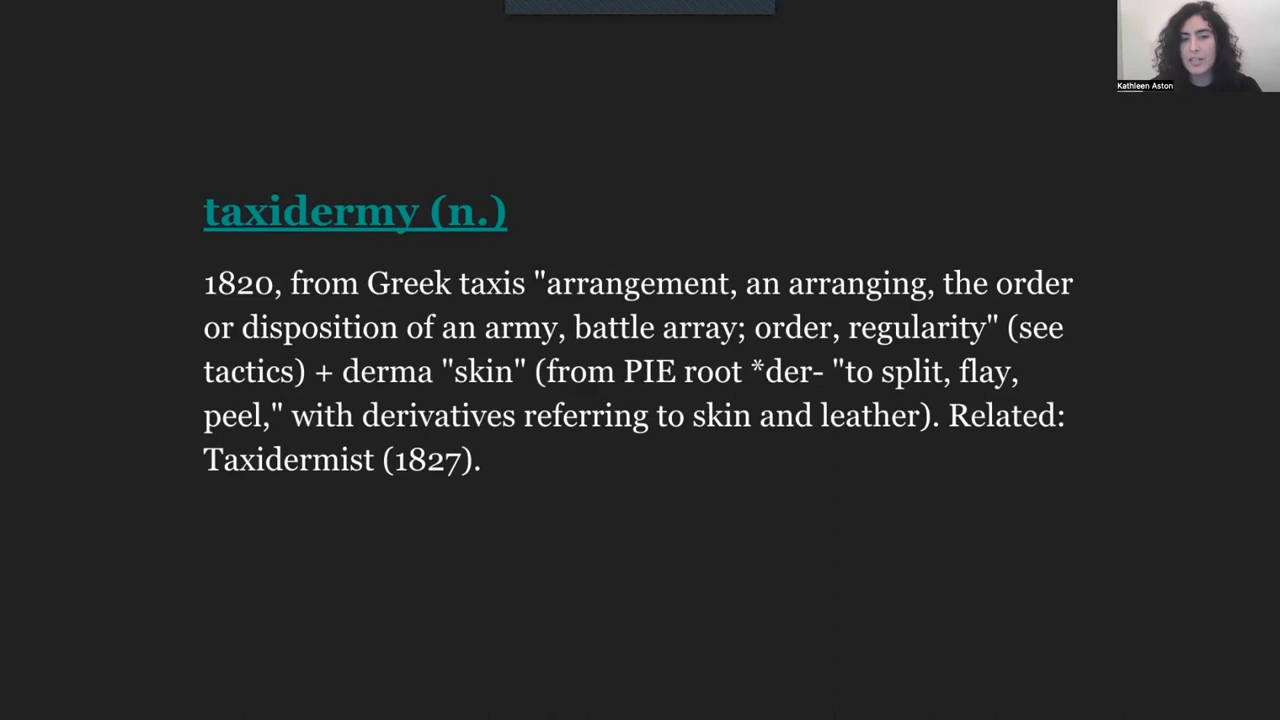 Kathleen Aston
taxidermy (n.)
1820, from Greek taxis "arrangement, an arranging, the order
or disposition of an army, battle array; order, regularity" (see
tactics) + derma "skin" (from PIE root *der- "to split, flay,
peel," with derivatives referring to skin and leather). Related:
Taxidermist (1827).